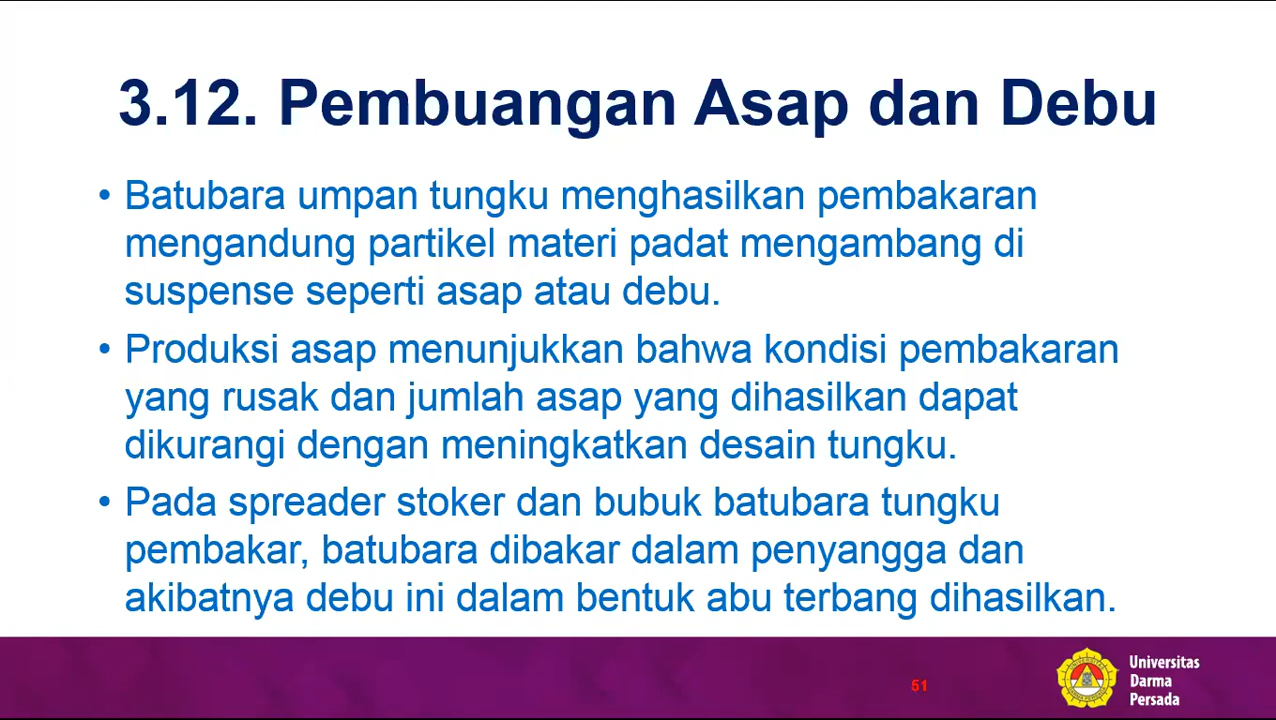 3.12. Pembuangan Asap dan Debu
• Batubara umpan tungku menghasilkan pembakaran
mengandung partikel materi padat mengambang di
suspense seperti asap atau debu.
• Produksi asap menunjukkan bahwa kondisi pembakaran
yang rusak dan jumlah asap yang dihasilkan dapat
dikurangi dengan meningkatkan desain tungku.
• Pada spreader stoker dan bubuk batubara tungku
pembakar, batubara dibakar dalam penyangga dan
akibatnya debu ini dalam bentuk abu terbang dihasilkan.
51
Universitas
Darma
Persada